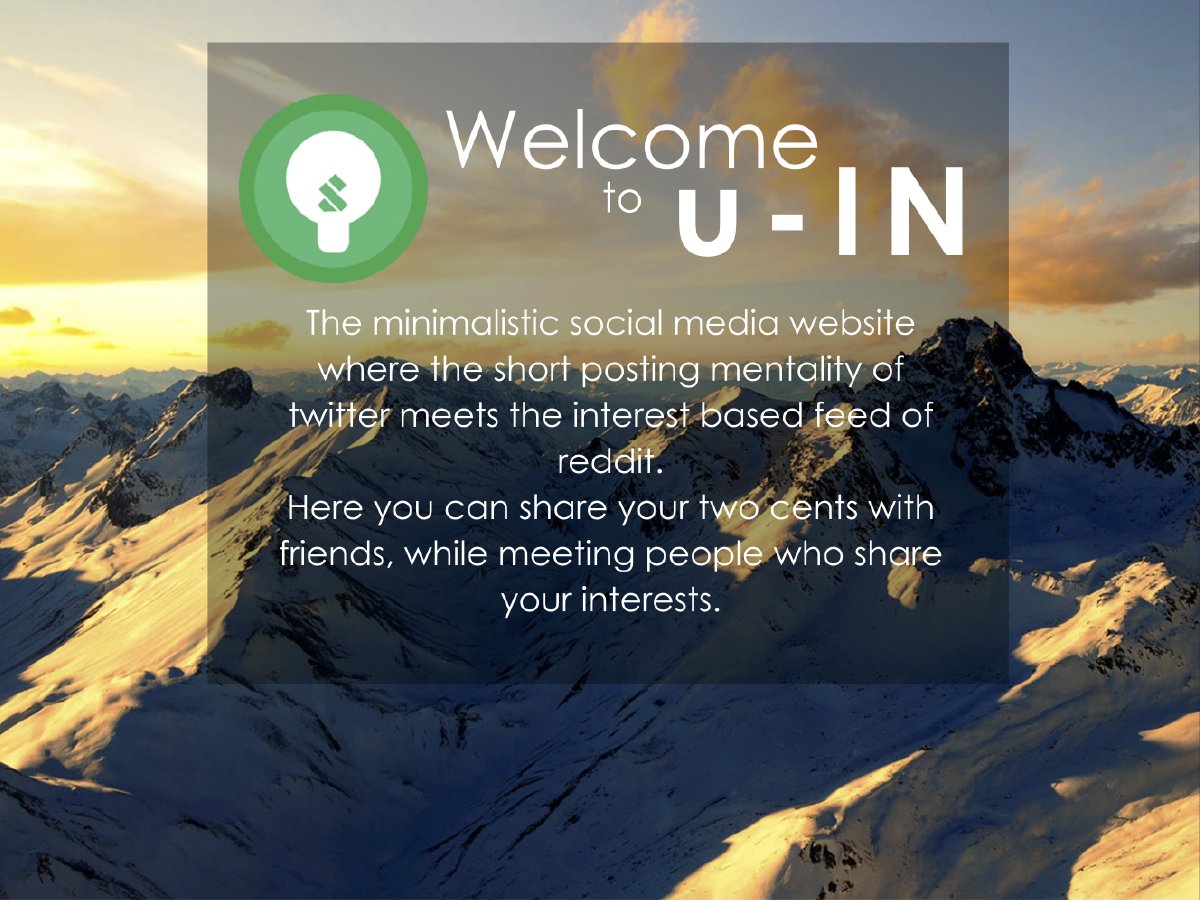 Welcome
to u-IN
The minimalistic social media website
where the short posting mentality of
twitter meets the interest based feed of
reddit.
Here you can share your two cents with
friends, while meeting people who share
your interests.